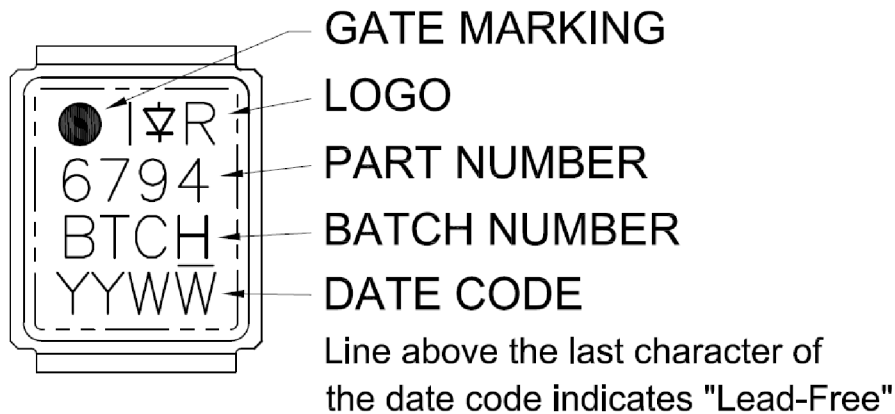 GATE MARKING
I R
LOGO
6794
PART NUMBER
BTCH
BATCH NUMBER
YYWW
DATE CODE
Line above the last character of
the date code indicates "Lead-Free"